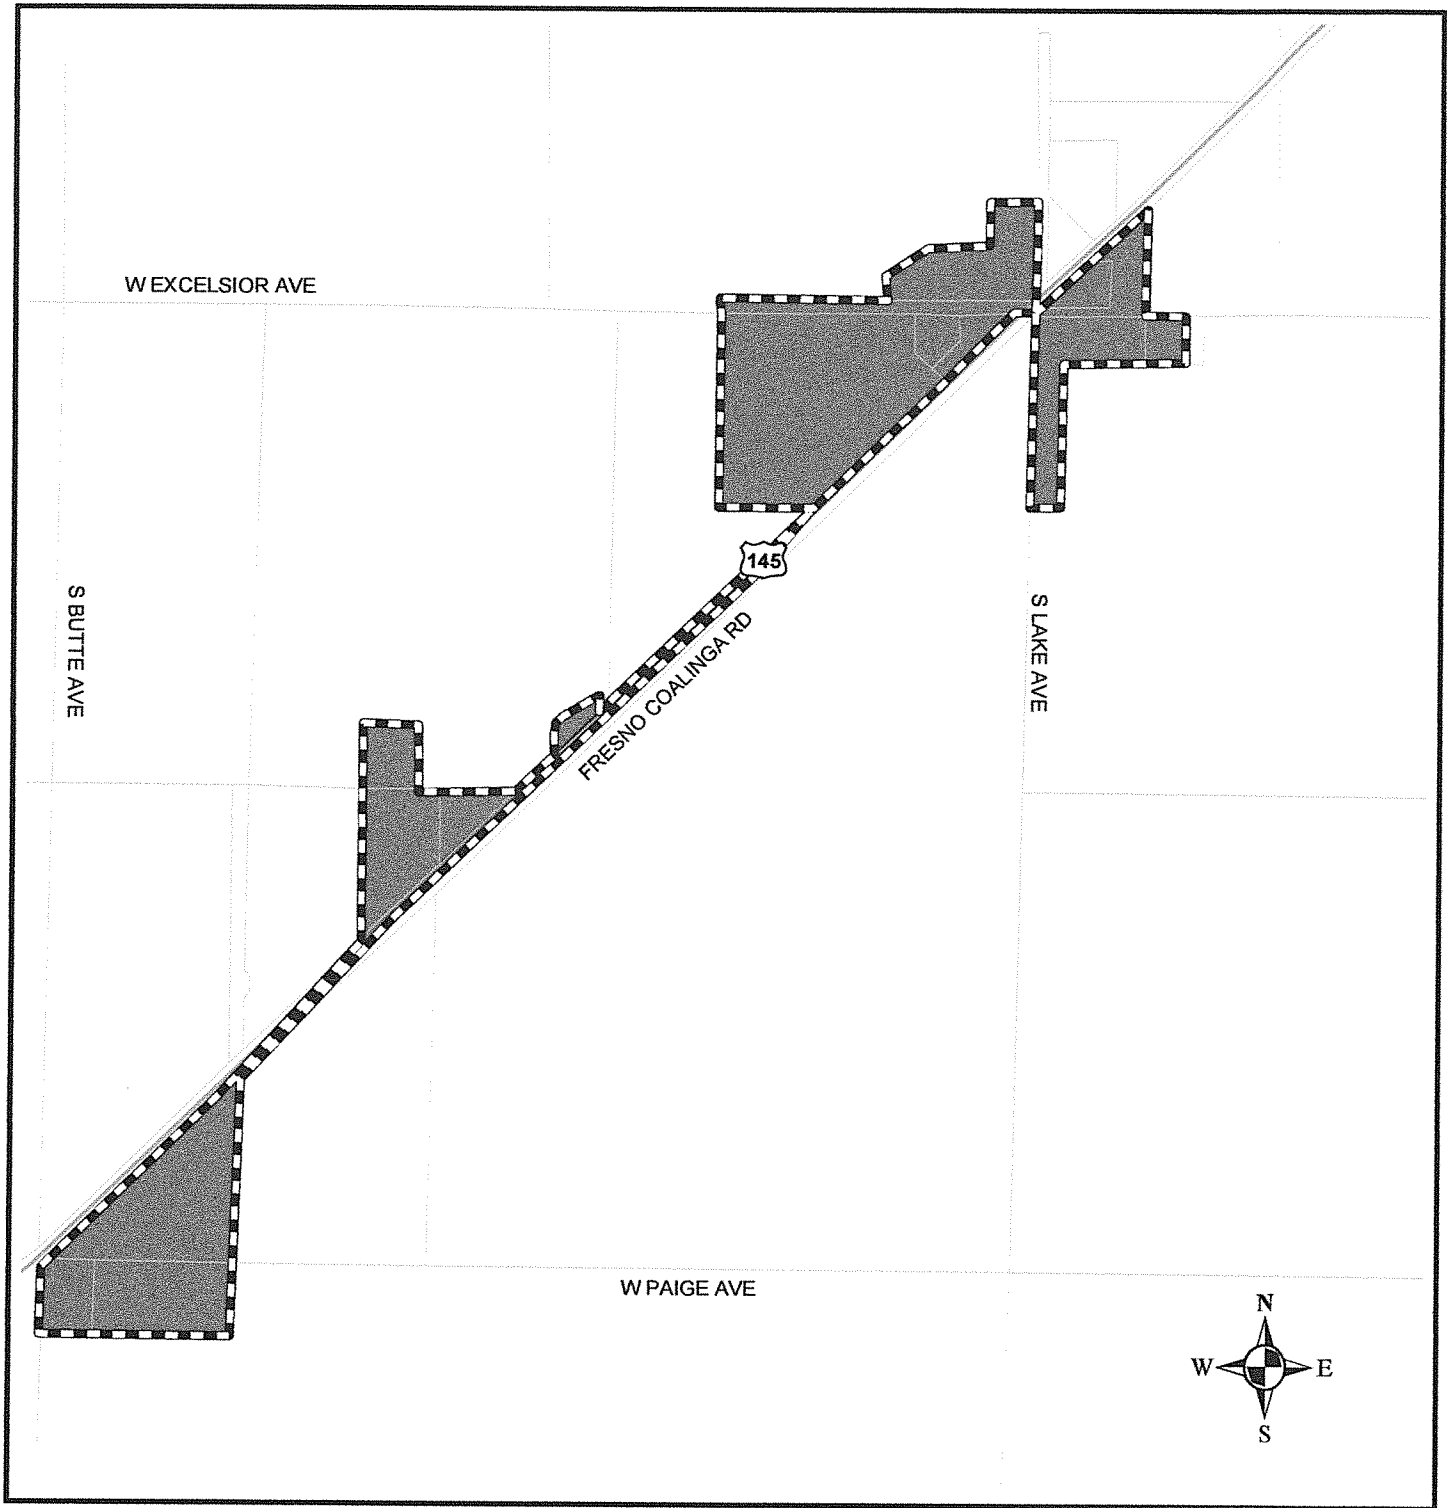 W EXCELSIOR AVE
145
S BUTTE AVE
FRESNO COALINGA RD
S LAKE AVE
W PAIGE AVE
N
W E
S